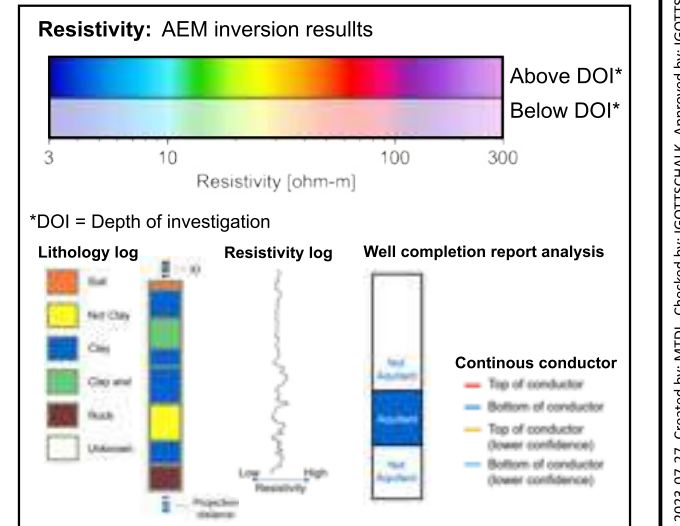 Resistivity: AEM inversion resullts
Above DOI*
Below DOI*
3 10 100 300
Resistivity [ohm-m]
*DOI = Depth of investigation
Lithology log
Resistivity log
Well completion report analysis
Soil
Not Clay
Clay
Clay and
Rock
Unknown
Projection
distance
Low High
Resistivity
Not
Aquifer
Aquifer
Not
Aquifer
Continous conductor
Top of conductor
Bottom of conductor
Top of conductor
(lower confidence)
Bottom of conductor
(lower confidence)
2023-07-27 Created by: MTDL Checked by: IGOTTSCHALK Approved by: IGOTTS